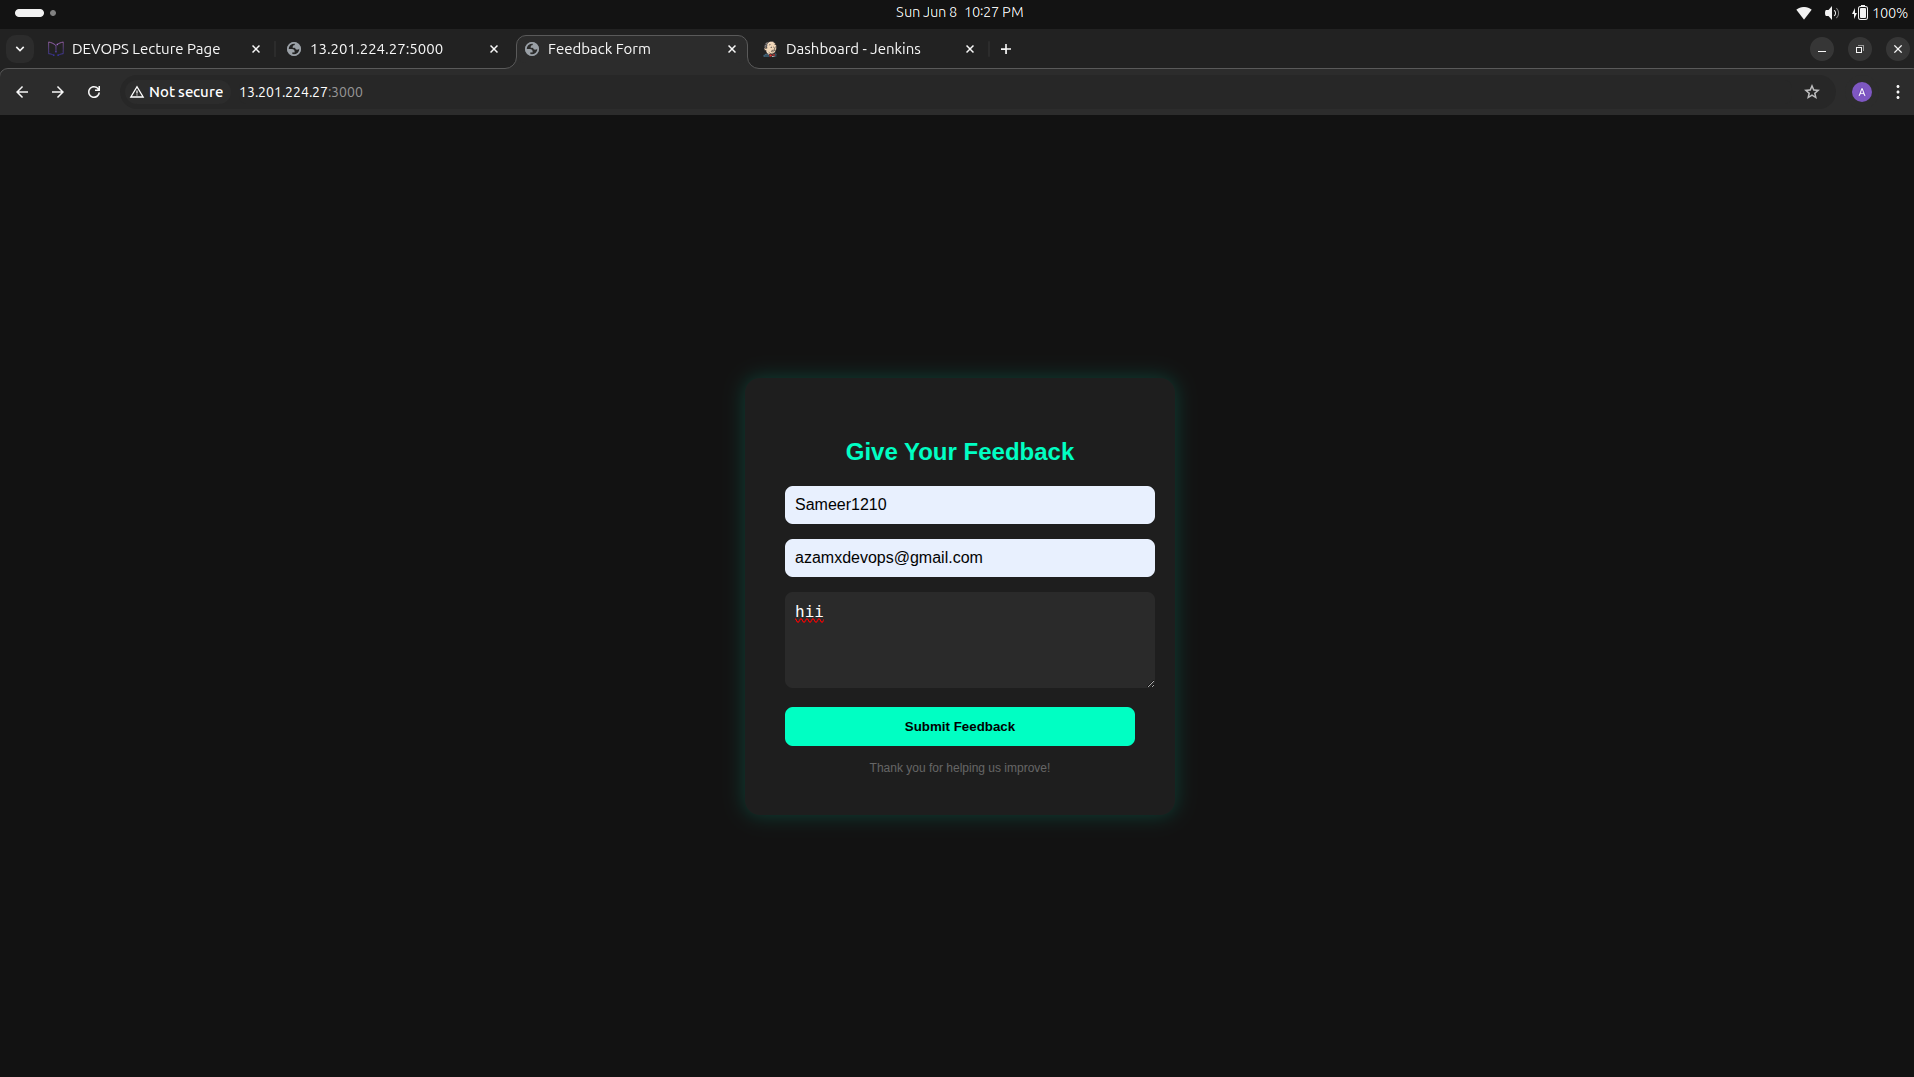 Sun Jun 8 10:27 PM
100%
DEVOPS Lecture Page
13.201.224.27:5000
Feedback Form
Dashboard - Jenkins
Not secure
13.201.224.27:3000
A
Give Your Feedback
Sameer1210
azamxdevops@gmail.com
hii
Submit Feedback
Thank you for helping us improve!